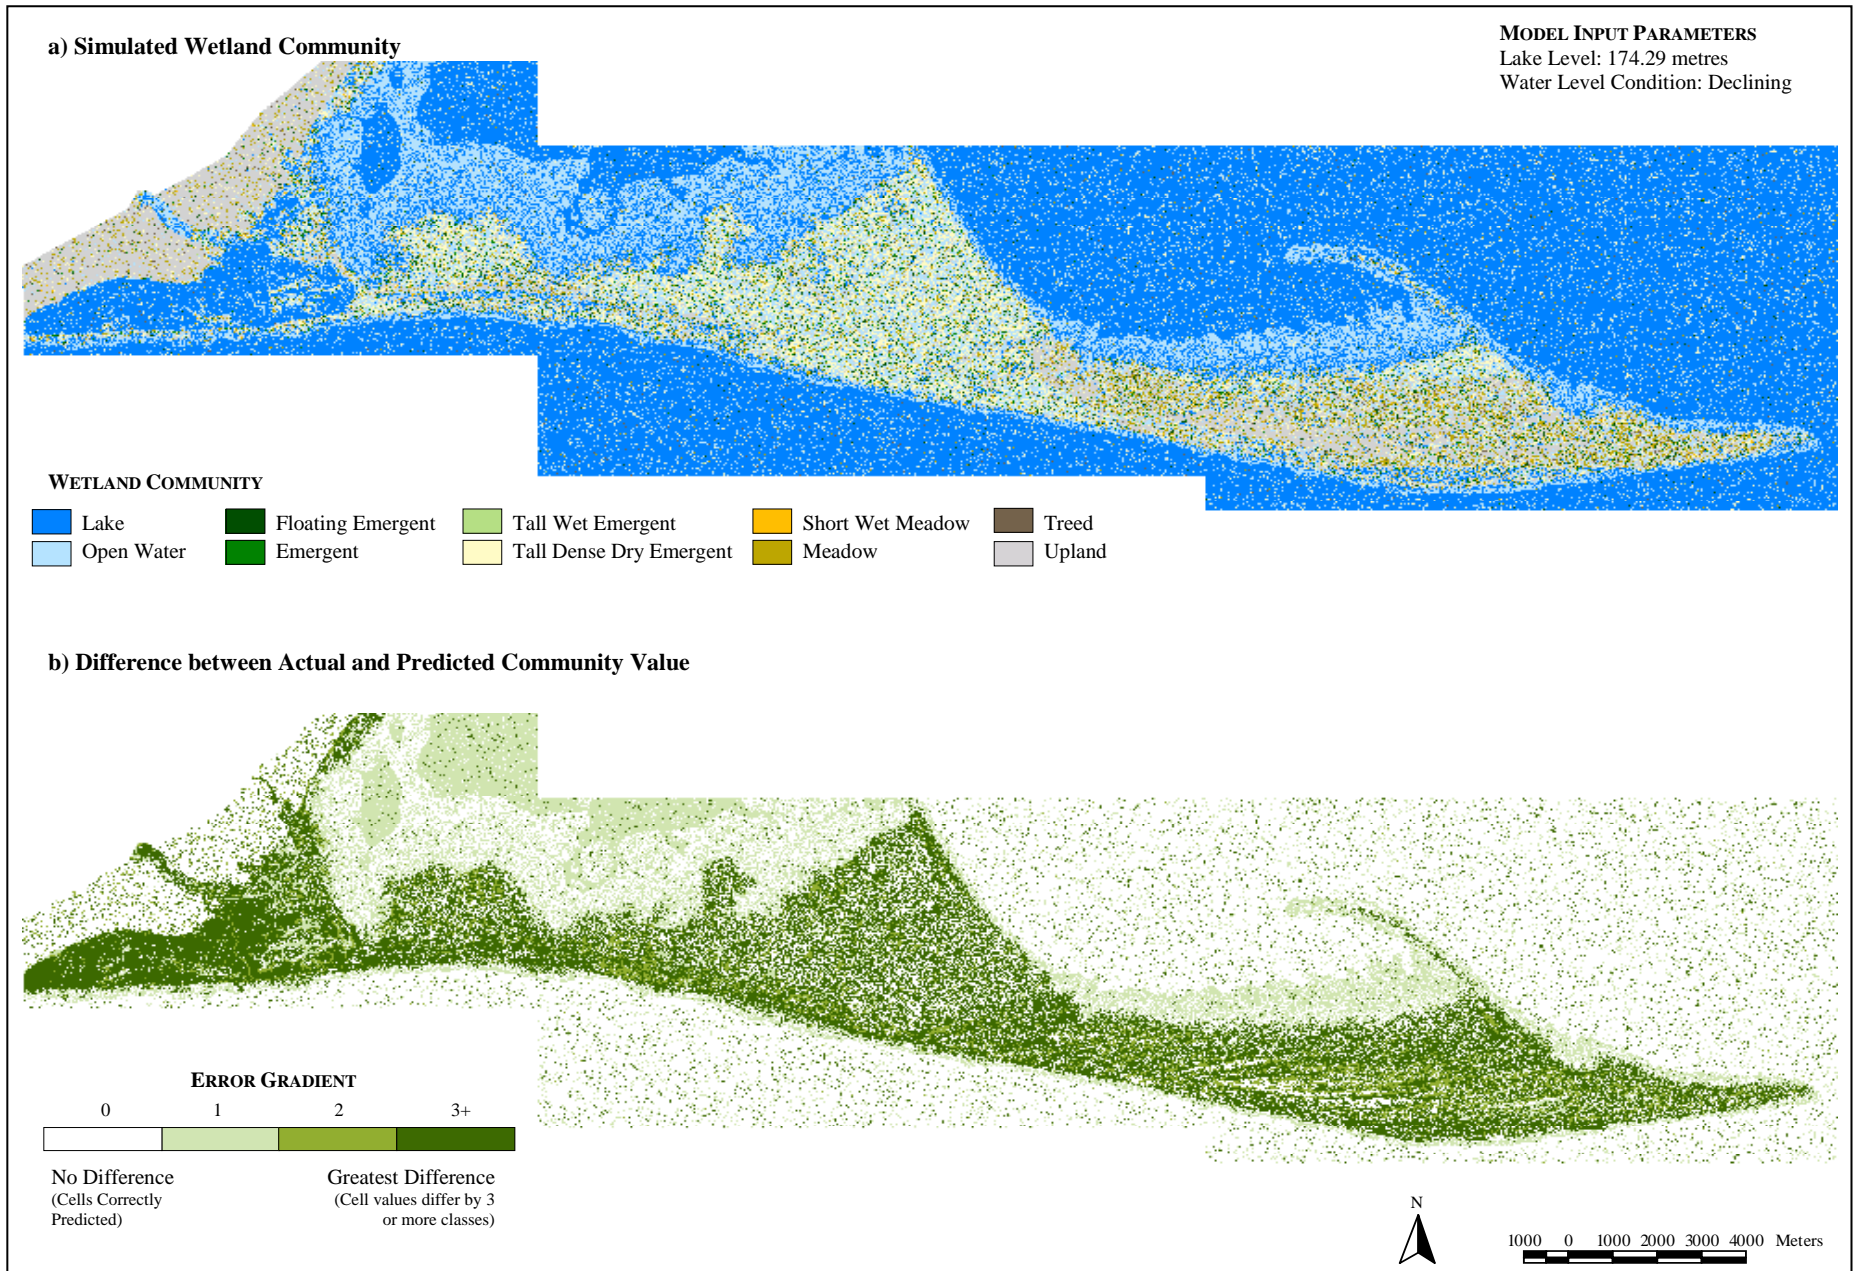 a) Simulated Wetland Community
MODEL INPUT PARAMETERS
Lake Level: 174.29 metres
Water Level Condition: Declining
WETLAND COMMUNITY
Lake
Open Water
Floating Emergent
Emergent
Tall Wet Emergent
Tall Dense Dry Emergent
Short Wet Meadow
Meadow
Treed
Upland
b) Difference between Actual and Predicted Community Value
ERROR GRADIENT
0 1 2 3+
No Difference
(Cells Correctly
Predicted)
Greatest Difference
(Cell values differ by 3
or more classes)
N
1000 0 1000 2000 3000 4000 Meters